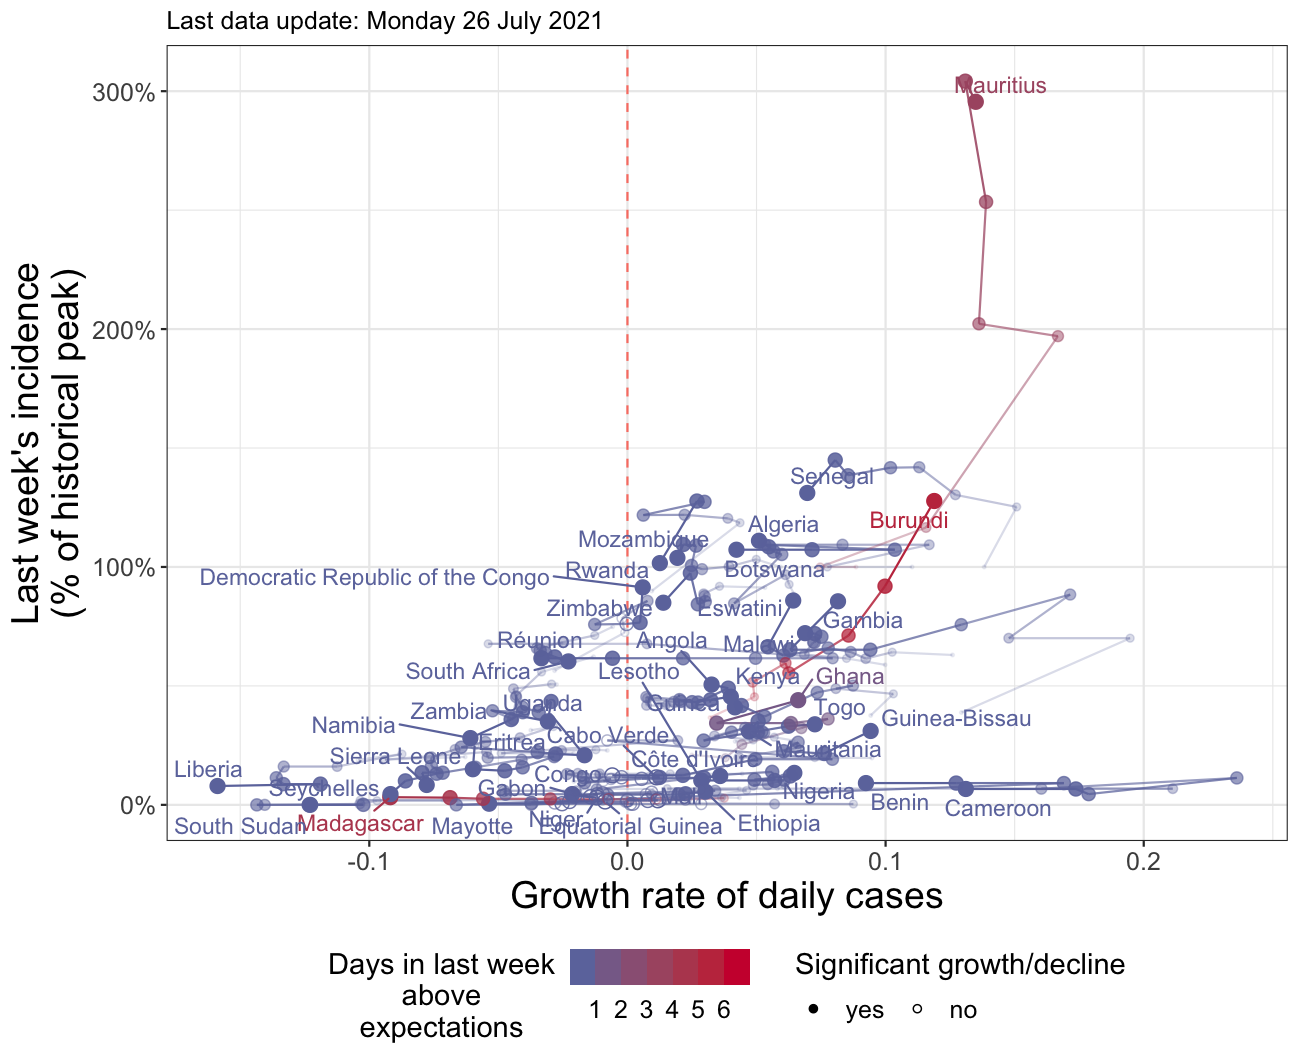 Last data update: Monday 26 July 2021
Last week's incidence
(% of historical peak)
300%
200%
100%
0%
Mauritius
Senegal
Burundi
Algeria
Mozambique
Rwanda
Botswana
Democratic Republic of the Congo
Zimbabwe
Eswatini
Gambia
Réunion
Angola
Malawi
South Africa
Lesotho
Kenya
Ghana
Zambia
Uganda
Guinea
Togo
Guinea-Bissau
Namibia
Eritrea
Cabo Verde
Mauritania
Sierra Leone
Côte d'Ivoire
Liberia
Congo
Seychelles
Gabon
Mali
Nigeria
Benin
Cameroon
South Sudan
Madagascar
Mayotte
Niger
Equatorial Guinea
Ethiopia
-0.1
0.0
0.1
0.2
Growth rate of daily cases
Days in last week
above
expectations
1 2 3 4 5 6
Significant growth/decline
yes
no